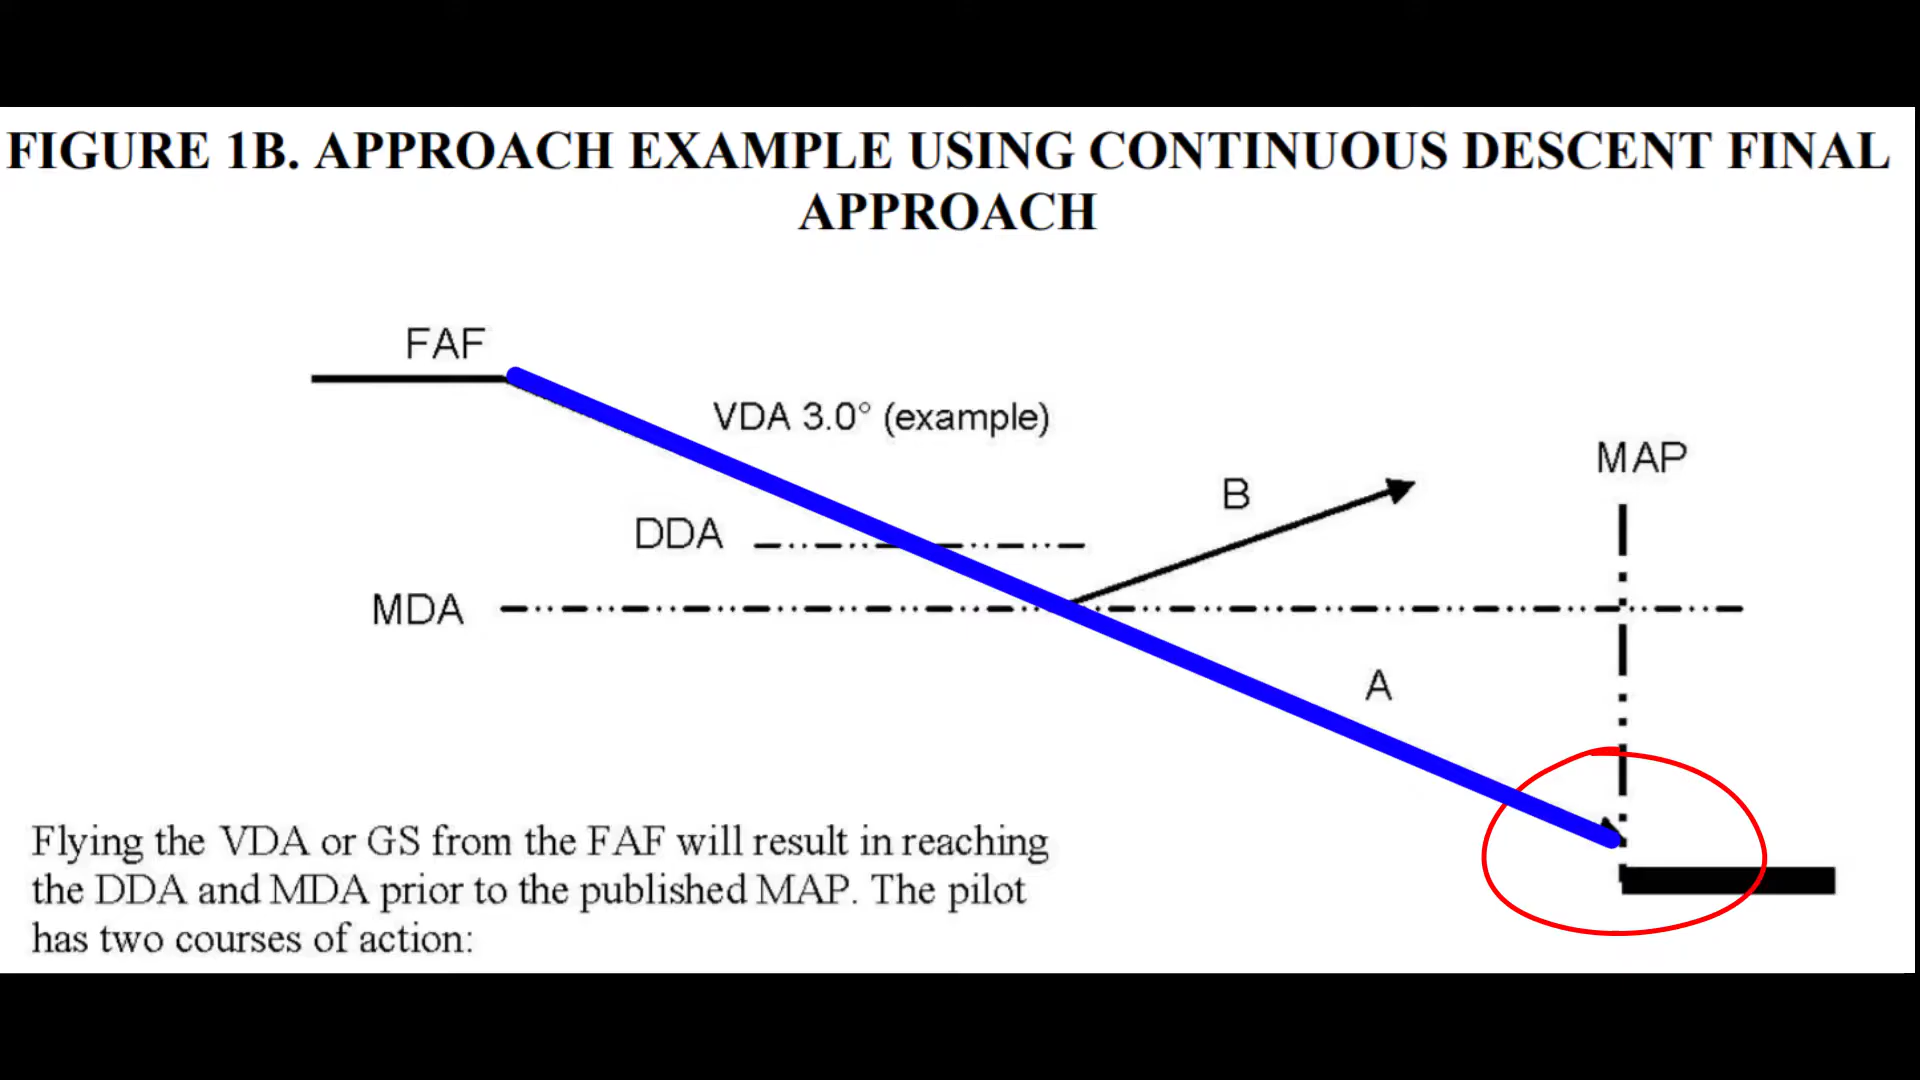 FIGURE 1B. APPROACH EXAMPLE USING CONTINUOUS DESCENT FINAL
APPROACH
FAF
VDA 3.0° (example)
MAP
B
DDA
MDA
A
Flying the VDA or GS from the FAF will result in reaching
the DDA and MDA prior to the published MAP. The pilot
has two courses of action: